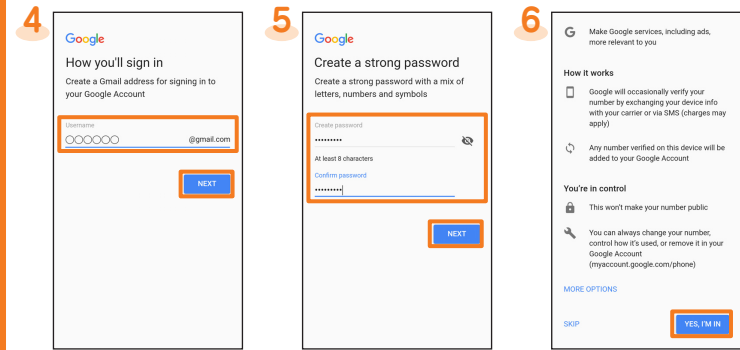 4
Google
How you'll sign in
Create a Gmail address for signing in to
your Google Account
Username
○○○○○○ @gmail.com
NEXT
5
Google
Create a strong password
Create a strong password with a mix of
letters, numbers and symbols
Create password
•••••••••
At least 8 characters
Confirm password
•••••••••
NEXT
6
Make Google services, including ads,
more relevant to you
How it works
Google will occasionally verify your
number by exchanging your device info
with your carrier or via SMS (charges may
apply)
Any number verified on this device will be
added to your Google Account
You're in control
This won't make your number public
You can always change your number,
control how it's used, or remove it in your
Google Account
(myaccount.google.com/phone)
MORE OPTIONS
SKIP
YES, I'M IN